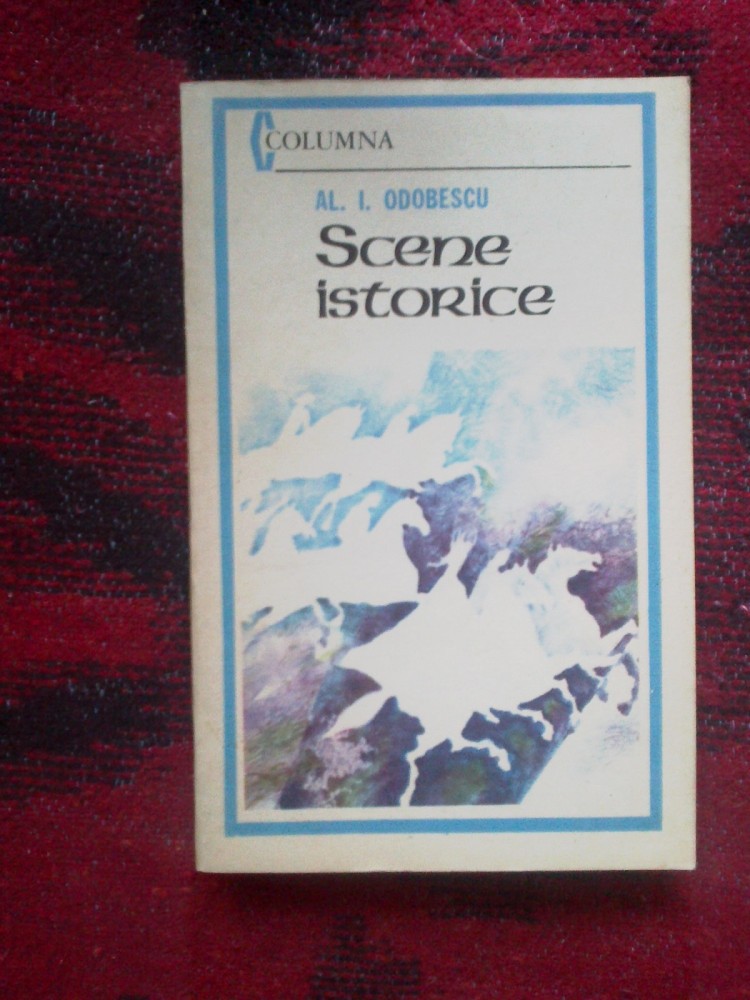 COLUMNA
AL. I. ODOBESCU
Scene
istorice